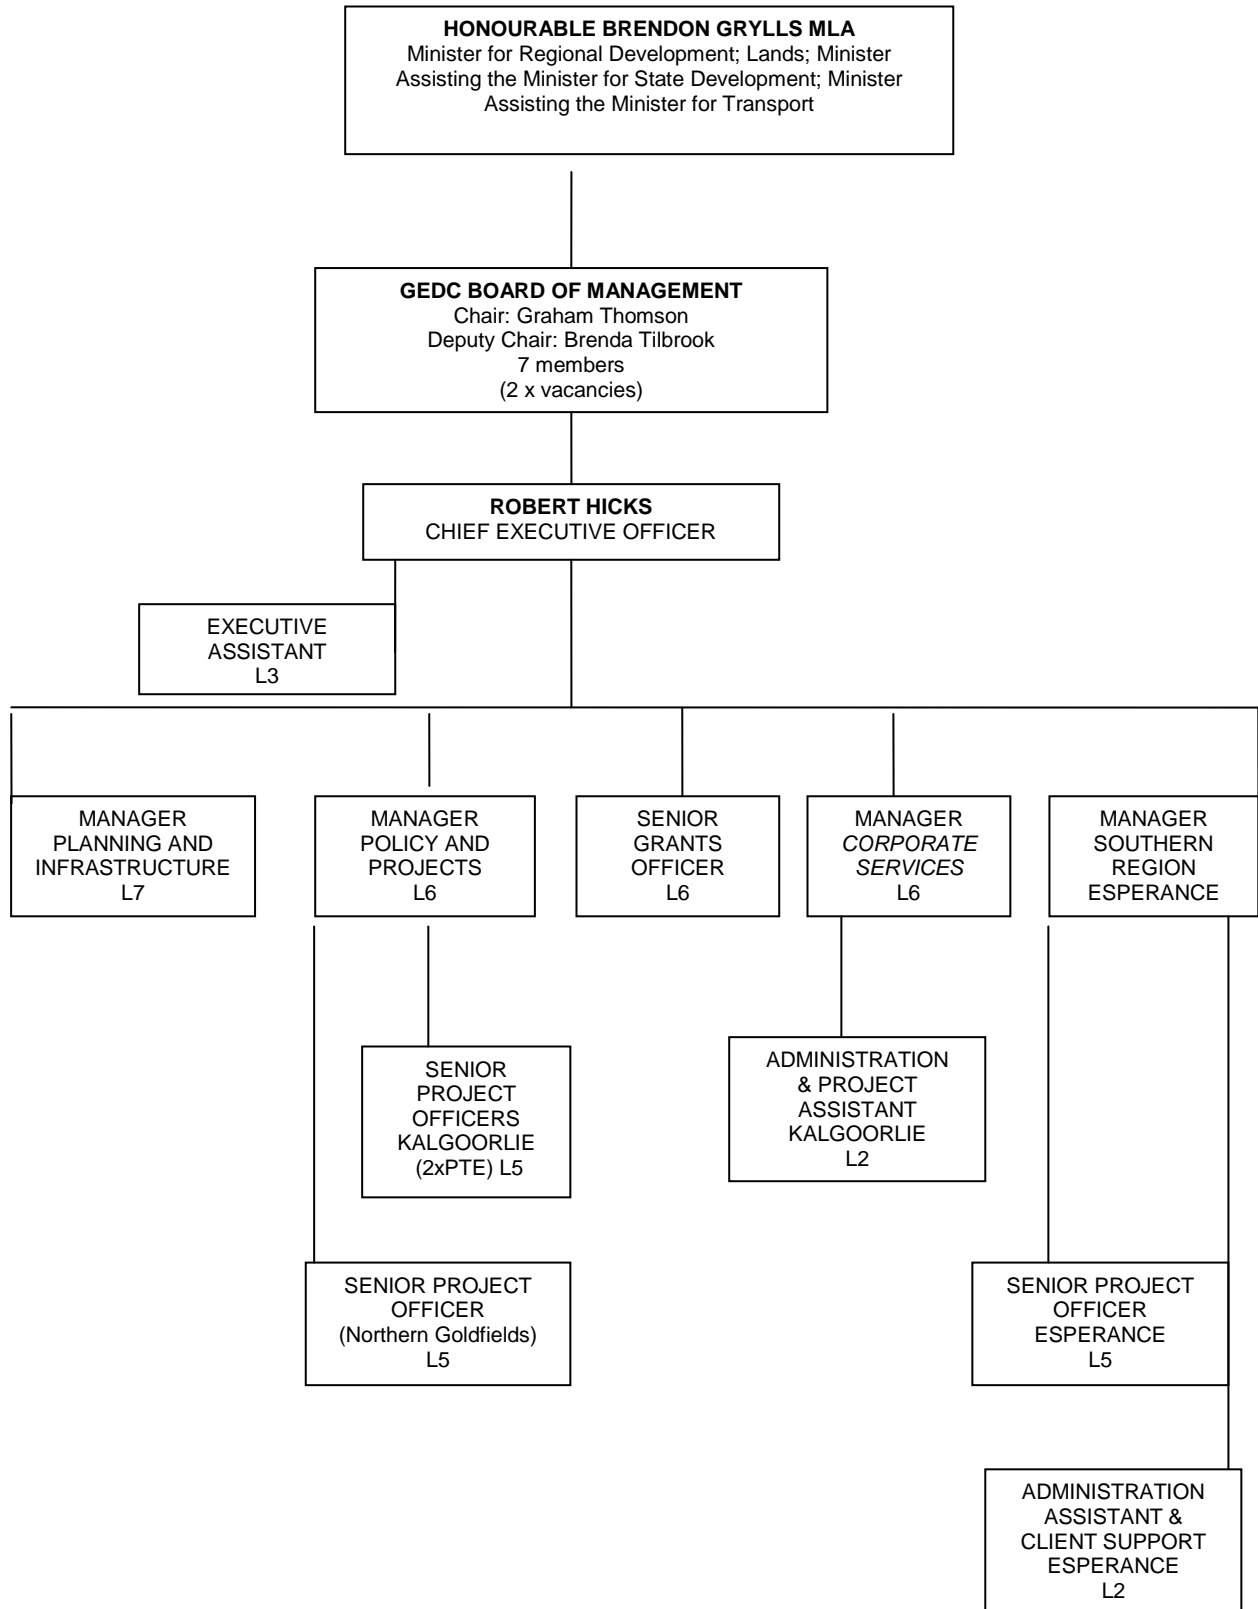 HONOURABLE BRENDON GRYLLS MLA
Minister for Regional Development; Lands; Minister
Assisting the Minister for State Development; Minister
Assisting the Minister for Transport
GEDC BOARD OF MANAGEMENT
Chair: Graham Thomson
Deputy Chair: Brenda Tilbrook
7 members
(2 x vacancies)
ROBERT HICKS
CHIEF EXECUTIVE OFFICER
EXECUTIVE
ASSISTANT
L3
MANAGER
PLANNING AND
INFRASTRUCTURE
L7
MANAGER
POLICY AND
PROJECTS
L6
SENIOR
GRANTS
OFFICER
L6
MANAGER
CORPORATE
SERVICES
L6
MANAGER
SOUTHERN
REGION
ESPERANCE
SENIOR
PROJECT
OFFICERS
KALGOORLIE
(2xPTE) L5
ADMINISTRATION
& PROJECT
ASSISTANT
KALGOORLIE
L2
SENIOR PROJECT
OFFICER
(Northern Goldfields)
L5
SENIOR PROJECT
OFFICER
ESPERANCE
L5
ADMINISTRATION
ASSISTANT &
CLIENT SUPPORT
ESPERANCE
L2